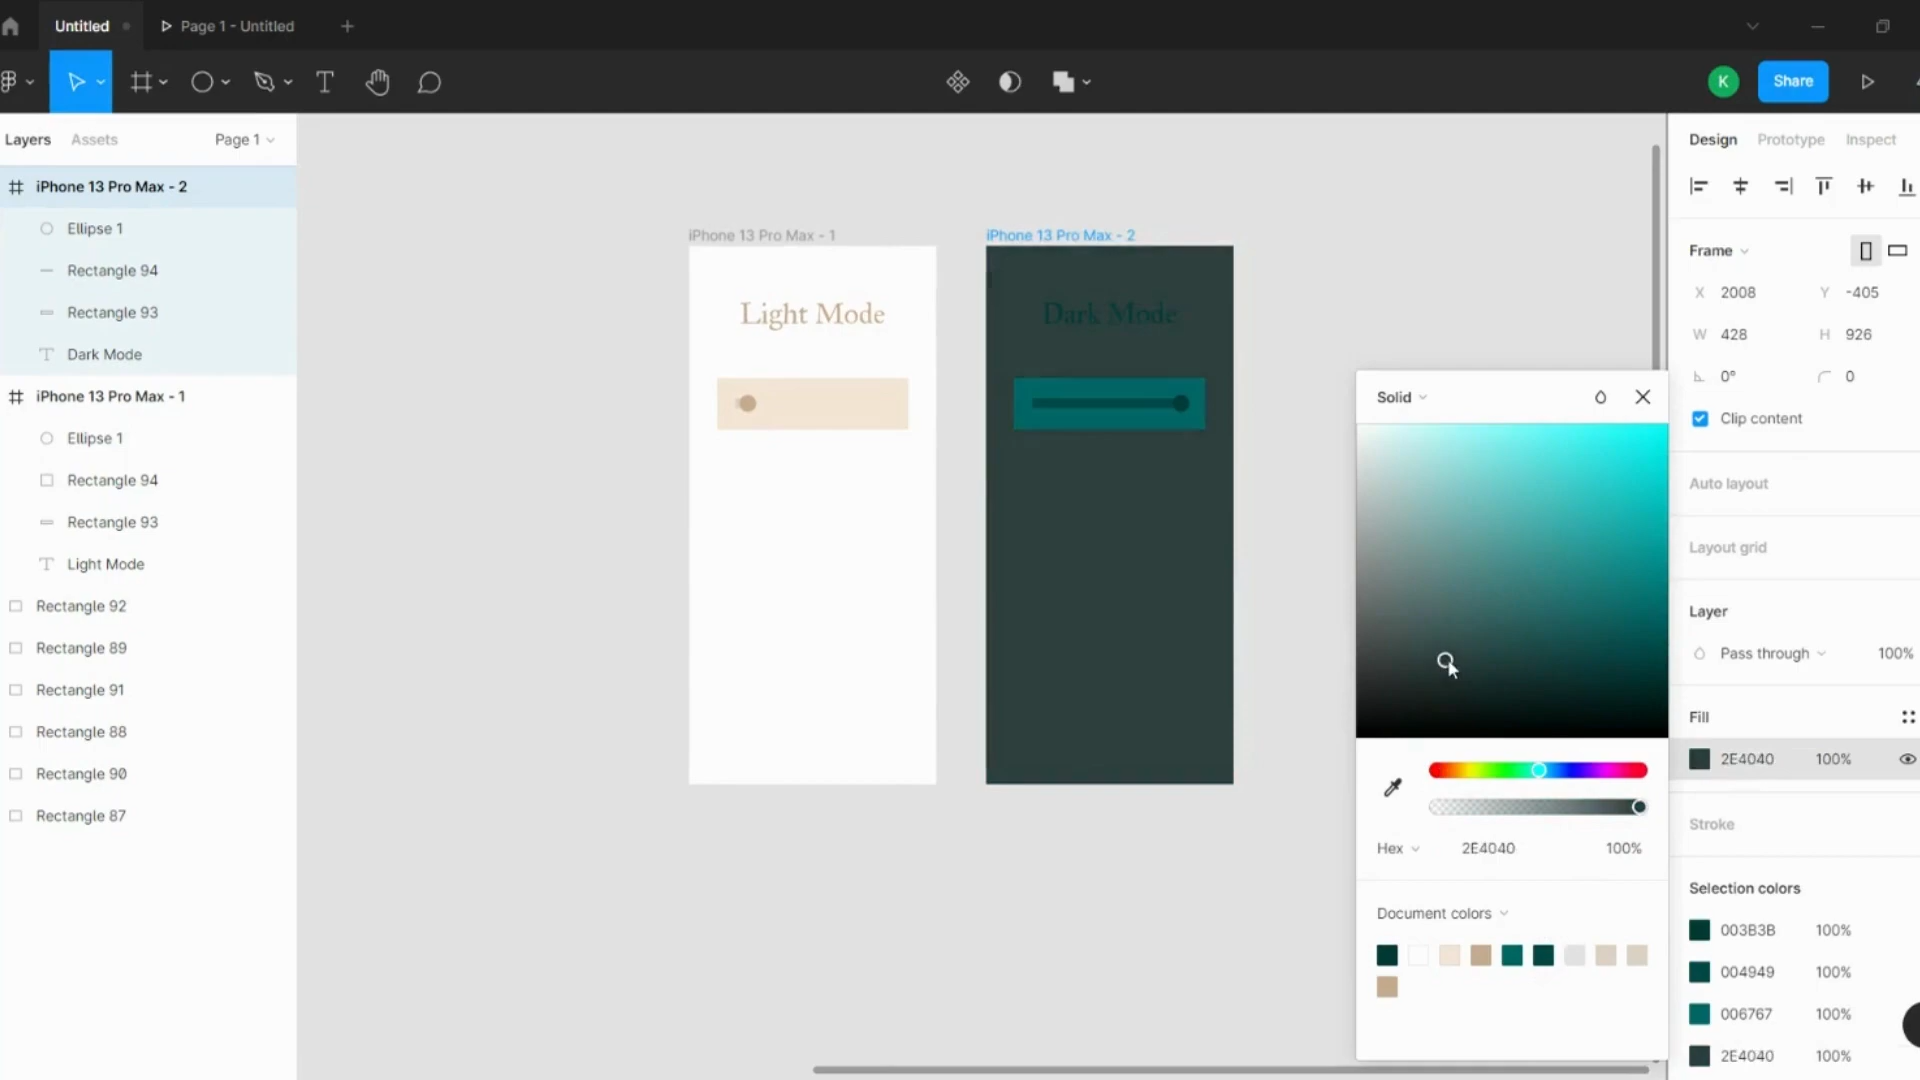 Untitled
Page 1 - Untitled
K
Share
Layers
Assets
Page 1
iPhone 13 Pro Max - 2
Ellipse 1
Rectangle 94
Rectangle 93
Dark Mode
iPhone 13 Pro Max - 1
Ellipse 1
Rectangle 94
Rectangle 93
Light Mode
Rectangle 92
Rectangle 89
Rectangle 91
Rectangle 88
Rectangle 90
Rectangle 87
iPhone 13 Pro Max - 1
iPhone 13 Pro Max - 2
Light Mode
Dark Mode
Solid
Hex
2E4040
100%
Document colors
Design
Prototype
Inspect
Frame
X 2008
Y -405
W 428
H 926
0°
0
Clip content
Auto layout
Layout grid
Layer
Pass through
100%
Fill
2E4040
100%
Stroke
Selection colors
003B3B 100%
004949 100%
006767 100%
2E4040 100%